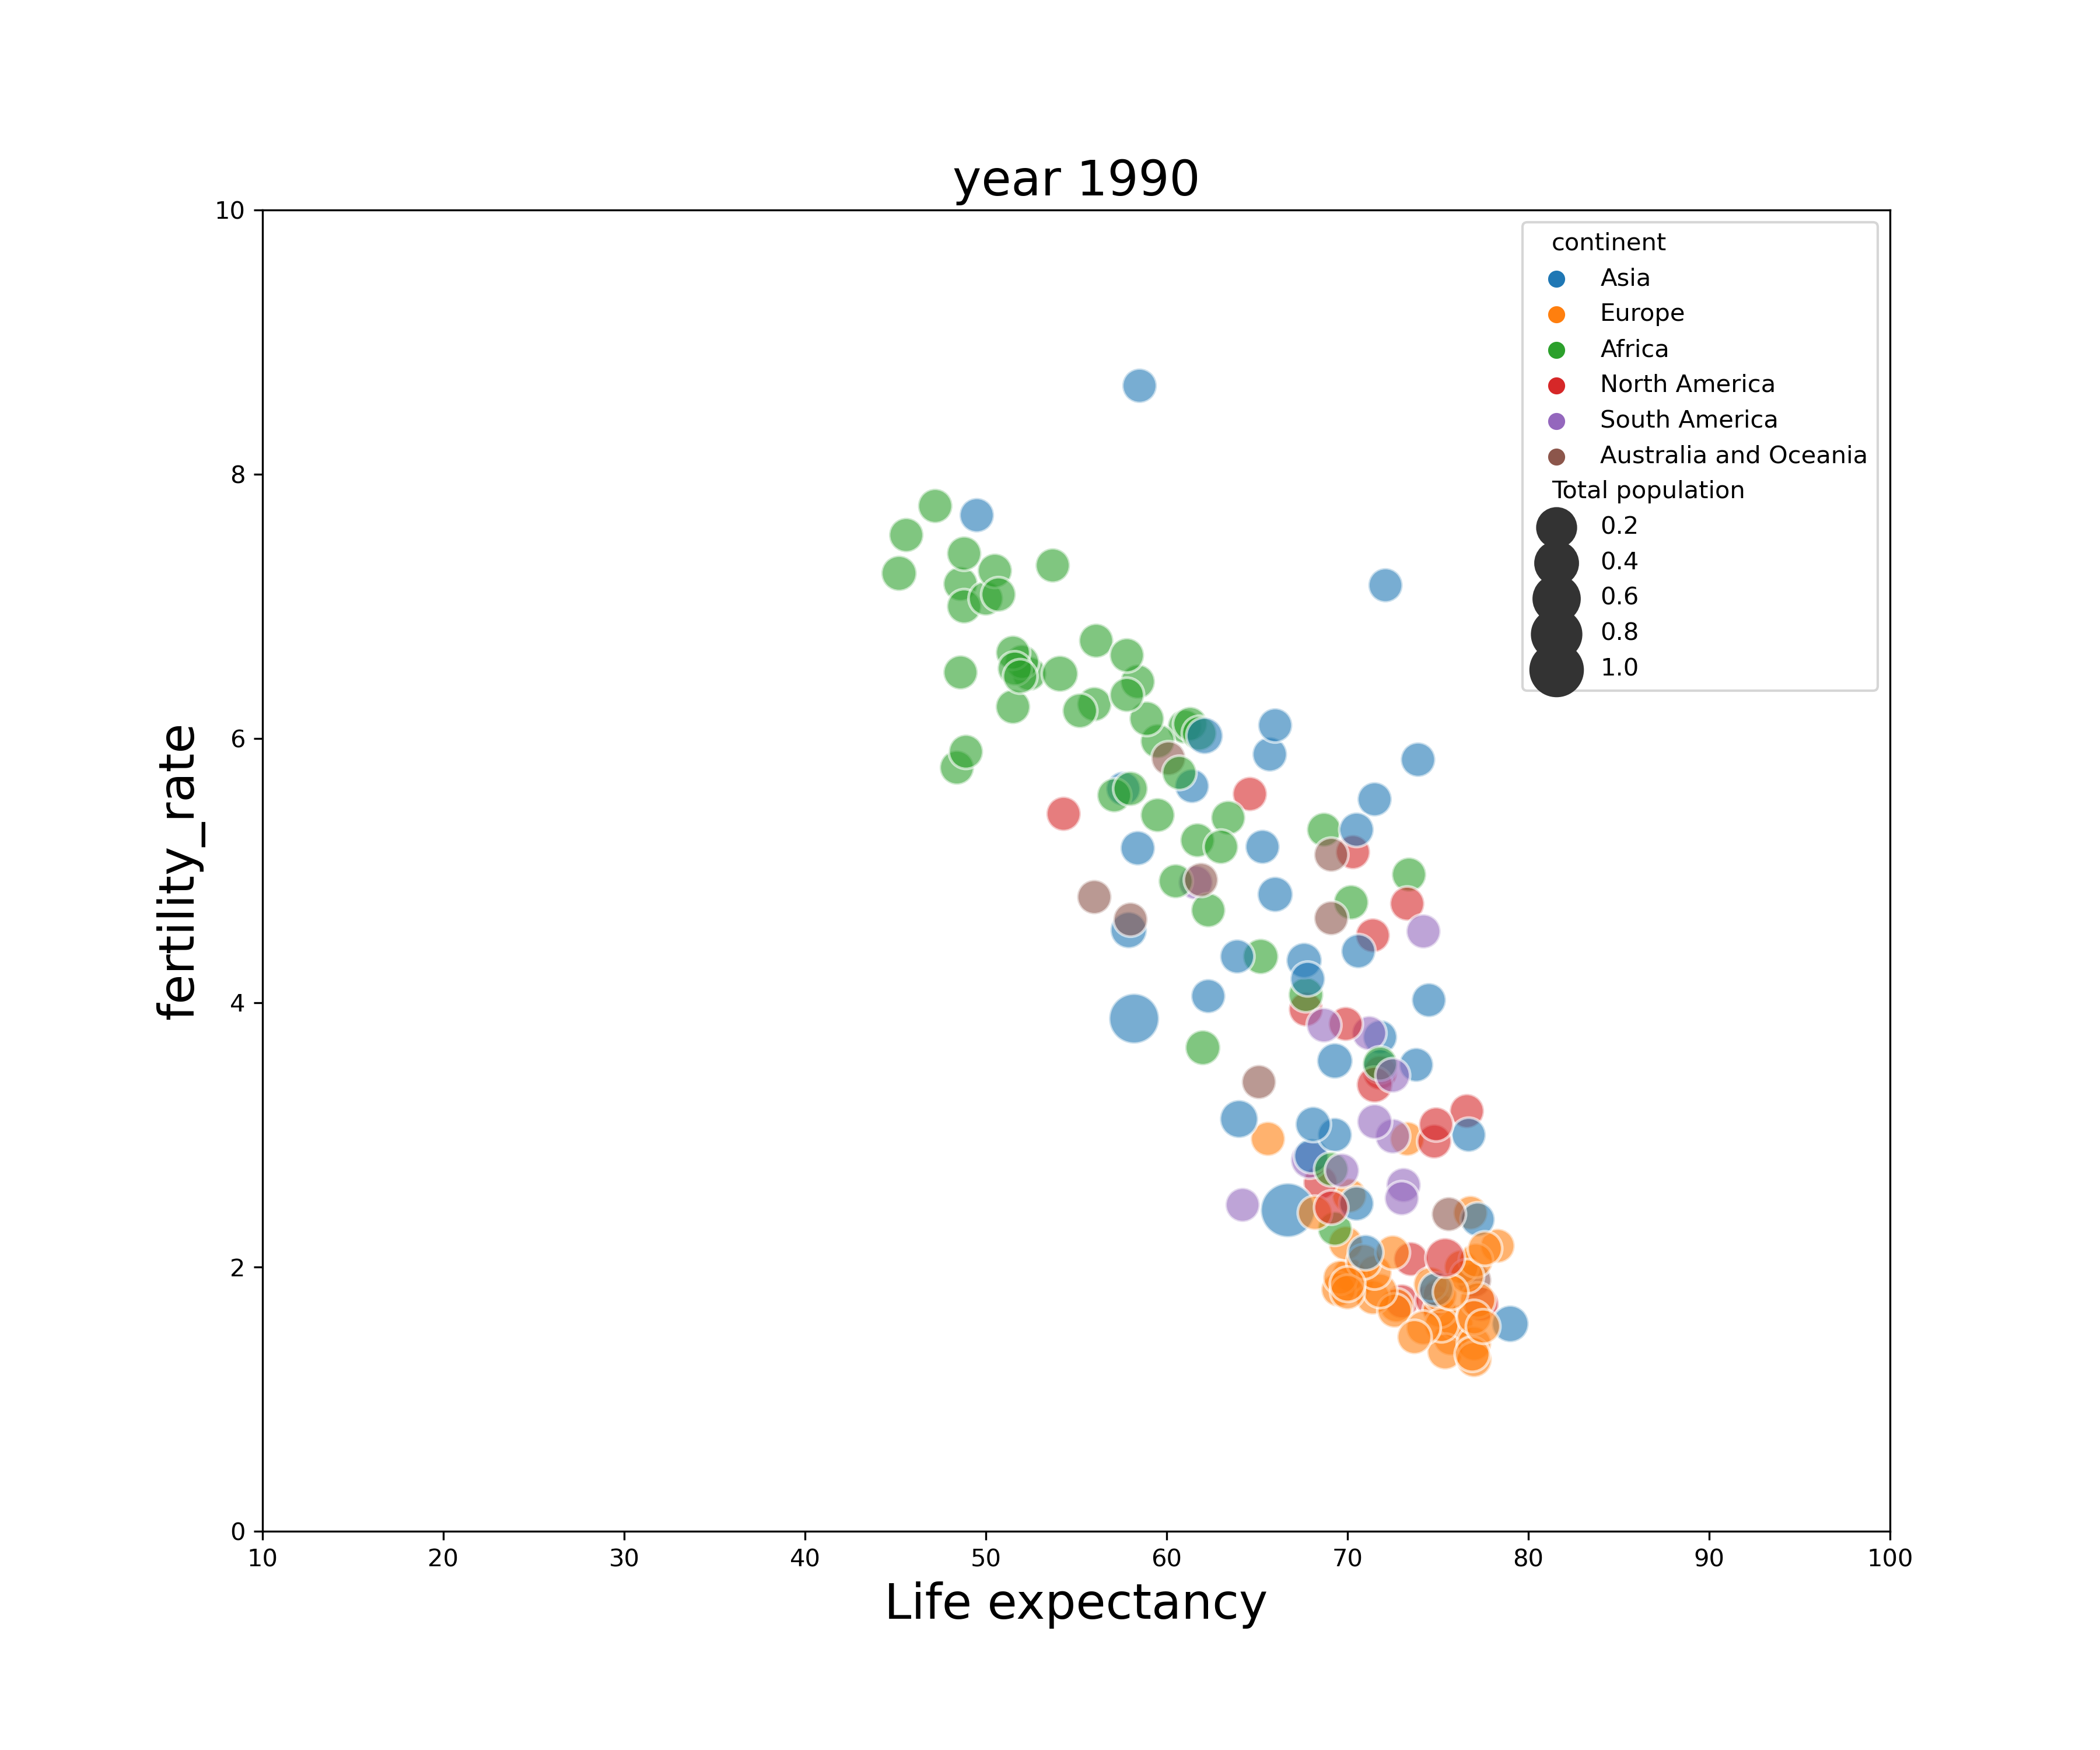 year 1990
10
8
6
4
2
0
fertility_rate
continent
Asia
Europe
Africa
North America
South America
Australia and Oceania
Total population
0.2
0.4
0.6
0.8
1.0
10 20 30 40 50 60 70 80 90 100
Life expectancy